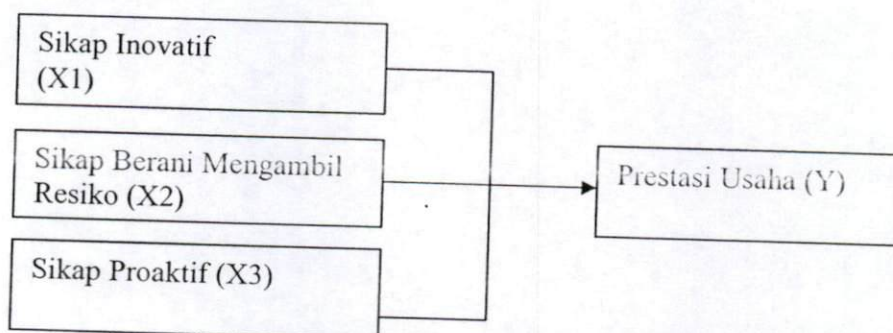 Sikap Inovatif
(X1)
Sikap Berani Mengambil
Resiko (X2)
Sikap Proaktif (X3)
Prestasi Usaha (Y)